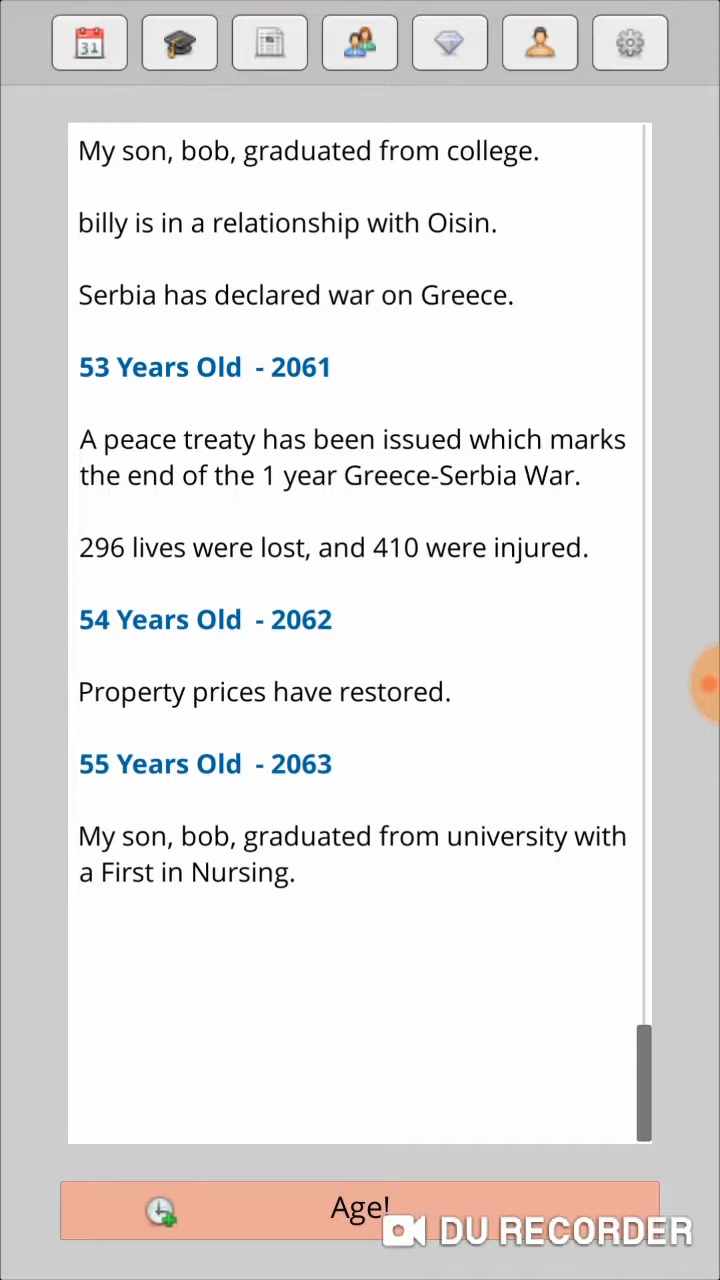 31
My son, bob, graduated from college.
billy is in a relationship with Oisin.
Serbia has declared war on Greece.
53 Years Old - 2061
A peace treaty has been issued which marks
the end of the 1 year Greece-Serbia War.
296 lives were lost, and 410 were injured.
54 Years Old - 2062
Property prices have restored.
55 Years Old - 2063
My son, bob, graduated from university with
a First in Nursing.
Age!
DU RECORDER